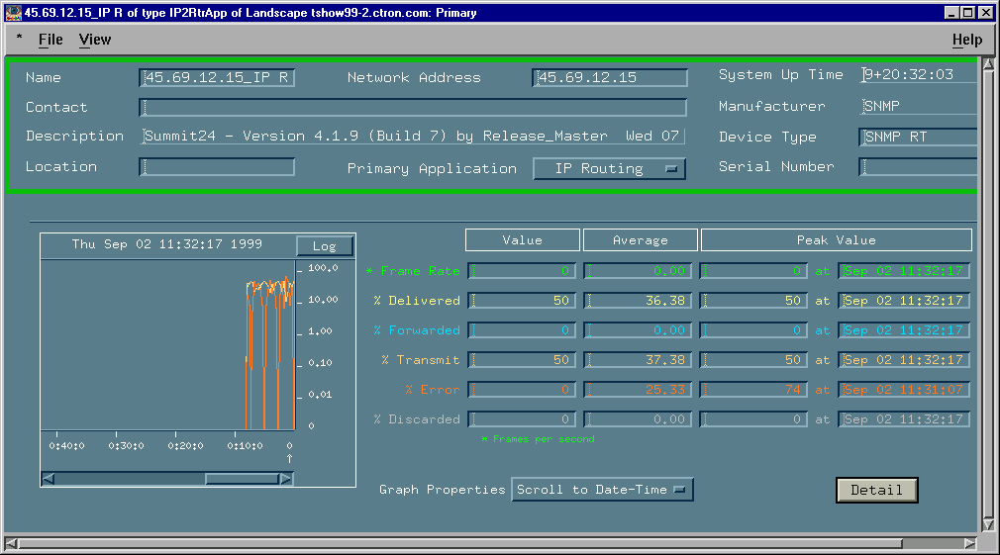 45.69.12.15_IP R of type IP2RtrApp of Landscape tshow99-2.ctron.com: Primary
* File View Help
Name 45.69.12.15_IP R Network Address 45.69.12.15 System Up Time 9+20:32:03
Contact Manufacturer SNMP
Description Summit24 - Version 4.1.9 (Build 7) by Release_Master Wed 07 Device Type SNMP RT
Location Primary Application IP Routing Serial Number
Thu Sep 02 11:32:17 1999 Log
Value Average Peak Value
100.0
10.00
1.00
0.10
0.01
0
0:40:0 0:30:0 0:20:0 0:10:0 0
↑
* Frame Rate 0 0.00 0 at Sep 02 11:32:17
% Delivered 50 36.38 50 at Sep 02 11:32:17
% Forwarded 0 0.00 0 at Sep 02 11:32:17
% Transmit 50 37.38 50 at Sep 02 11:32:17
% Error 0 25.33 74 at Sep 02 11:31:07
% Discarded 0 0.00 0 at Sep 02 11:32:17
* Frames per second
Graph Properties Scroll to Date-Time Detail